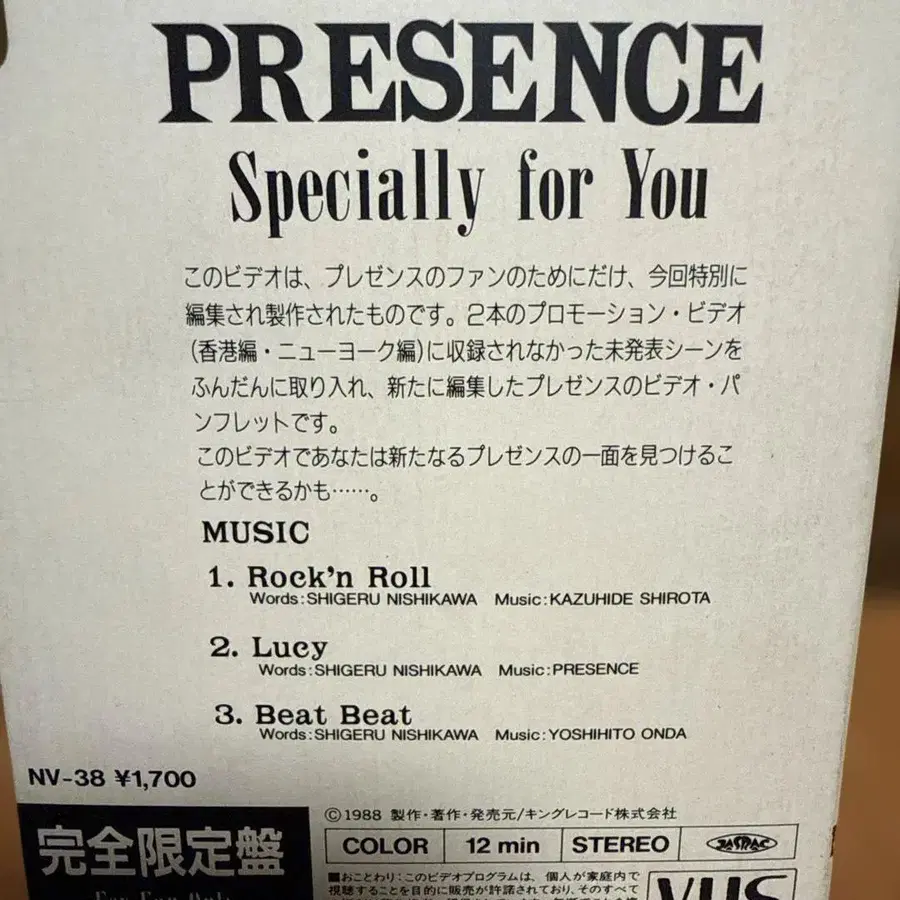 PRESENCE
Specially for You
このビデオは、プレゼンスのファンのためにだけ、今回特別に
編集され製作されたものです。2本のプロモーション・ビデオ
(香港編・ニューヨーク編)に収録されなかった未発表シーンを
ふんだんに取り入れ、新たに編集したプレゼンスのビデオ・パ
ンフレットです。
このビデオであなたは新たなるプレゼンスの一面を見つけるこ
とができるかも……。
MUSIC
1. Rock'n Roll
Words:SHIGERU NISHIKAWA Music:KAZUHIDE SHIROTA
2. Lucy
Words:SHIGERU NISHIKAWA Music:PRESENCE
3. Beat Beat
Words:SHIGERU NISHIKAWA Music:YOSHIHITO ONDA
NV-38 ¥1,700
完全限定盤
©1988 製作・著作・発売元/キングレコード株式会社
COLOR 12 min STEREO JASRAC
■おことわり:このビデオプログラムは、個人が家庭内で
視聴することを目的に販売が許諾されており、そのすべて
VHS